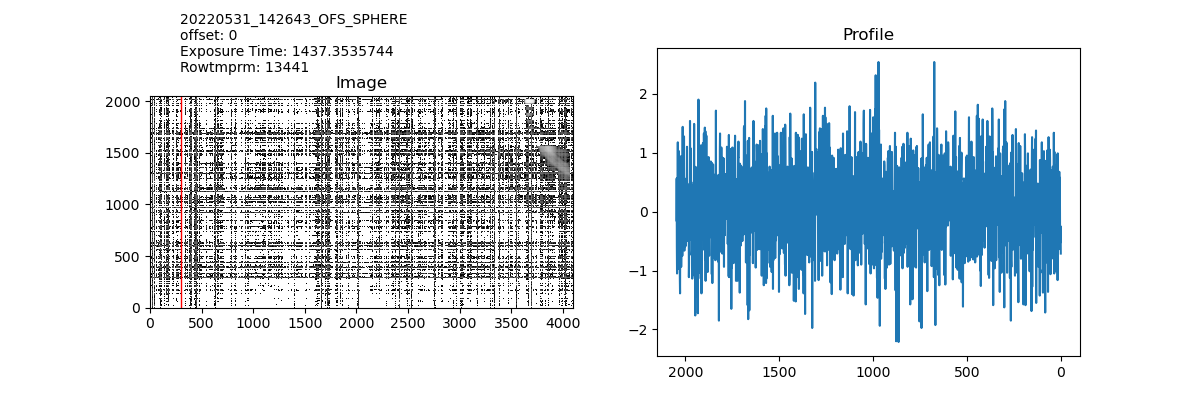 20220531_142643_OFS_SPHERE
offset: 0
Exposure Time: 1437.3535744
Rowtmprm: 13441
Image
2000
1500
1000
500
0
0 500 1000 1500 2000 2500 3000 3500 4000
Profile
2
1
0
−1
−2
2000 1500 1000 500 0